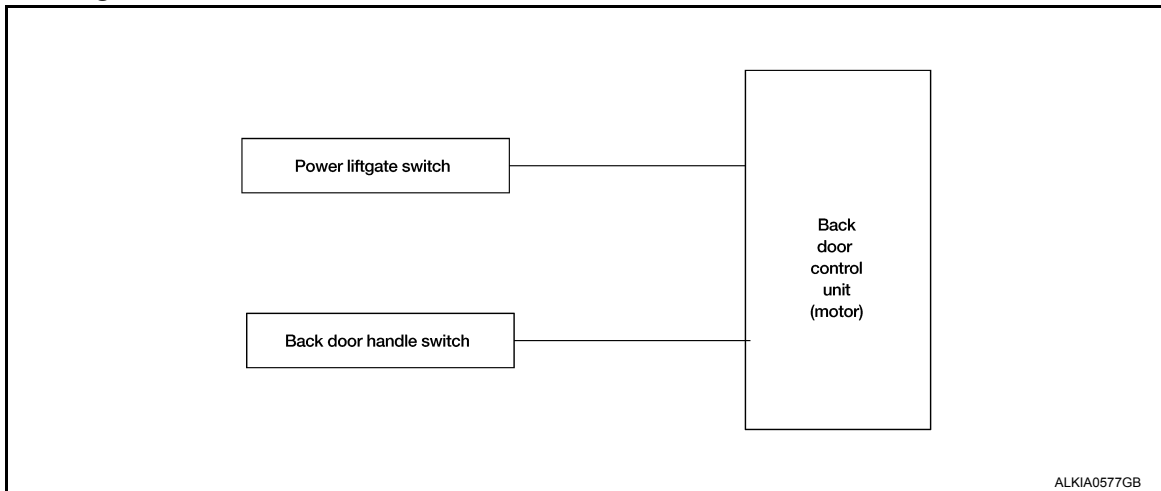 Power liftgate switch
Back
door
control
unit
(motor)
Back door handle switch
ALKIA0577GB